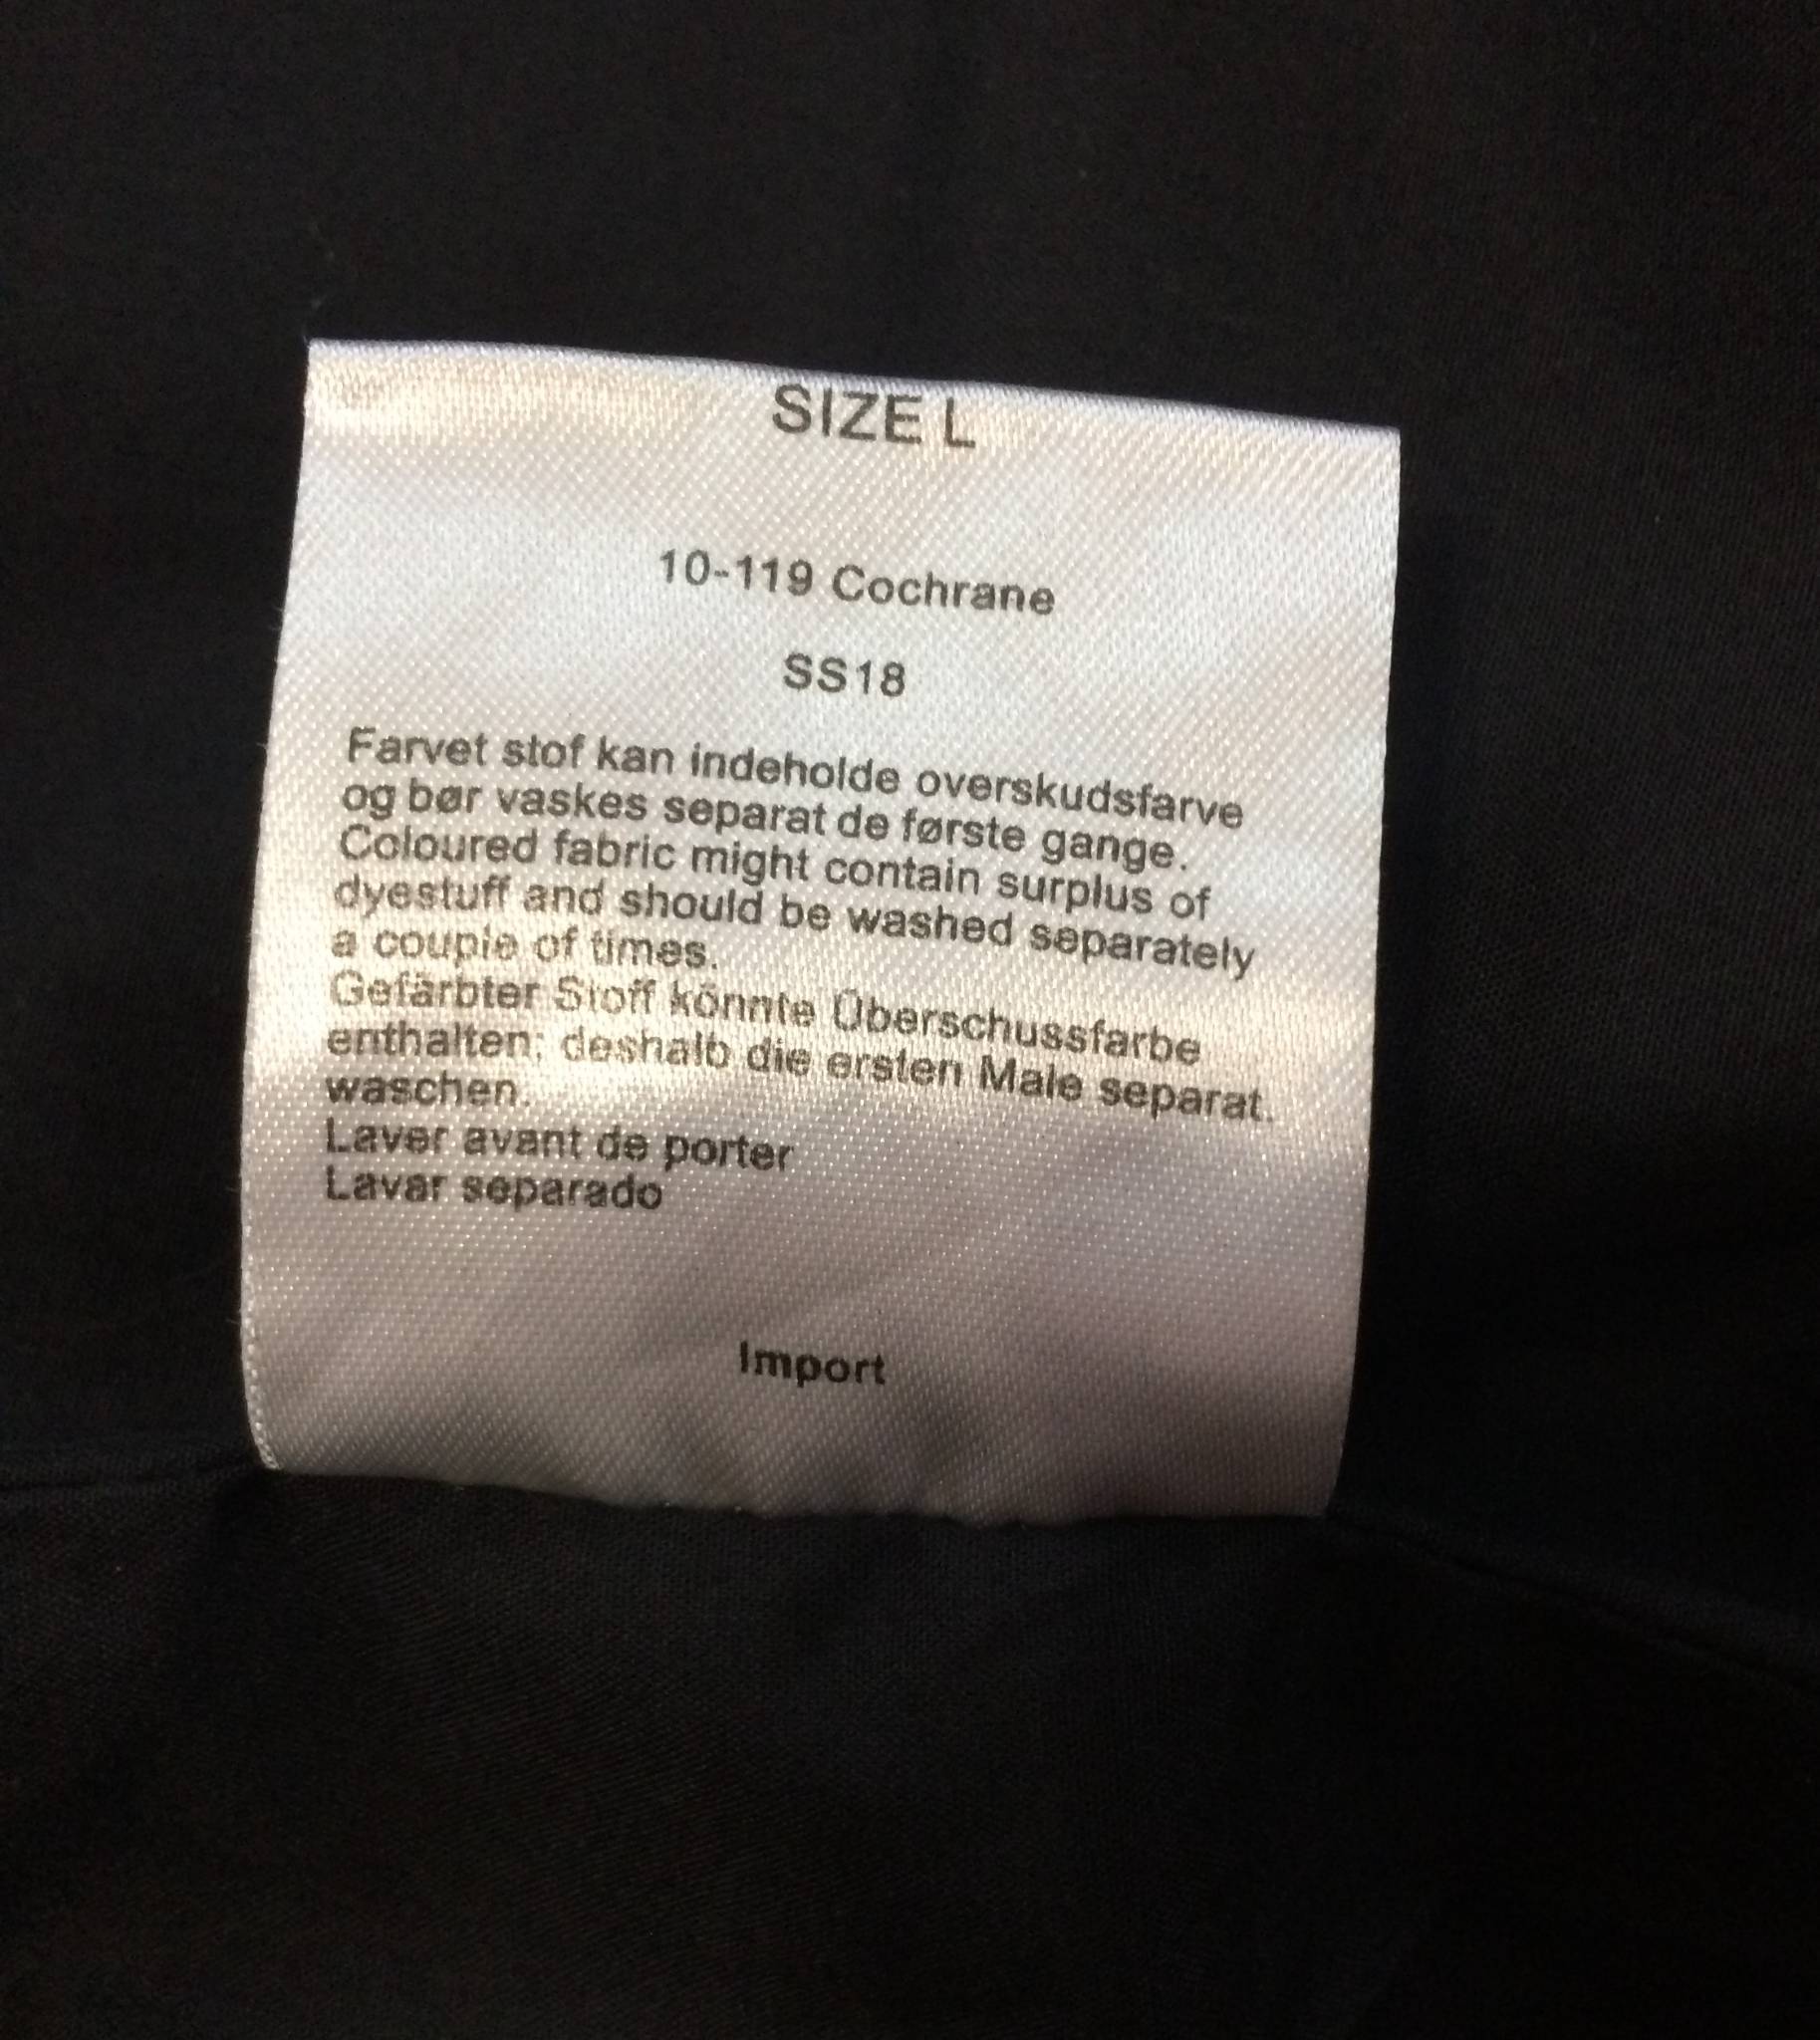 SIZE L
10-119 Cochrane
SS18
Farvet stof kan indeholde overskudsfarve
og bør vaskes separat de første gange.
Coloured fabric might contain surplus of
dyestuff and should be washed separately
a couple of times.
Gefärbter Stoff könnte Überschussfarbe
enthalten; deshalb die ersten Male separat.
waschen.
Laver avant de porter
Lavar separado
Import